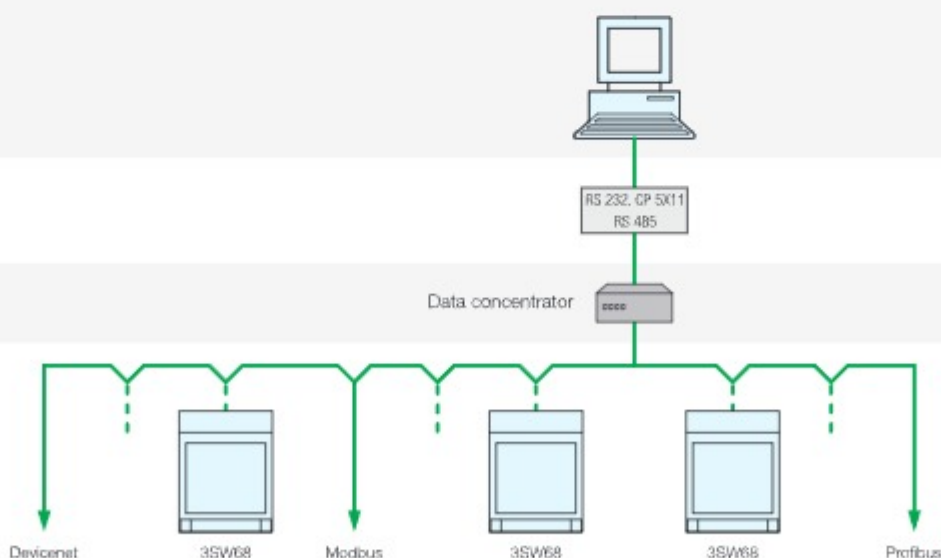 RS 232, CP 5X11
RS 485
Data concentrator
Devicenet
3SW68
Modbus
3SW68
3SW68
Profibus